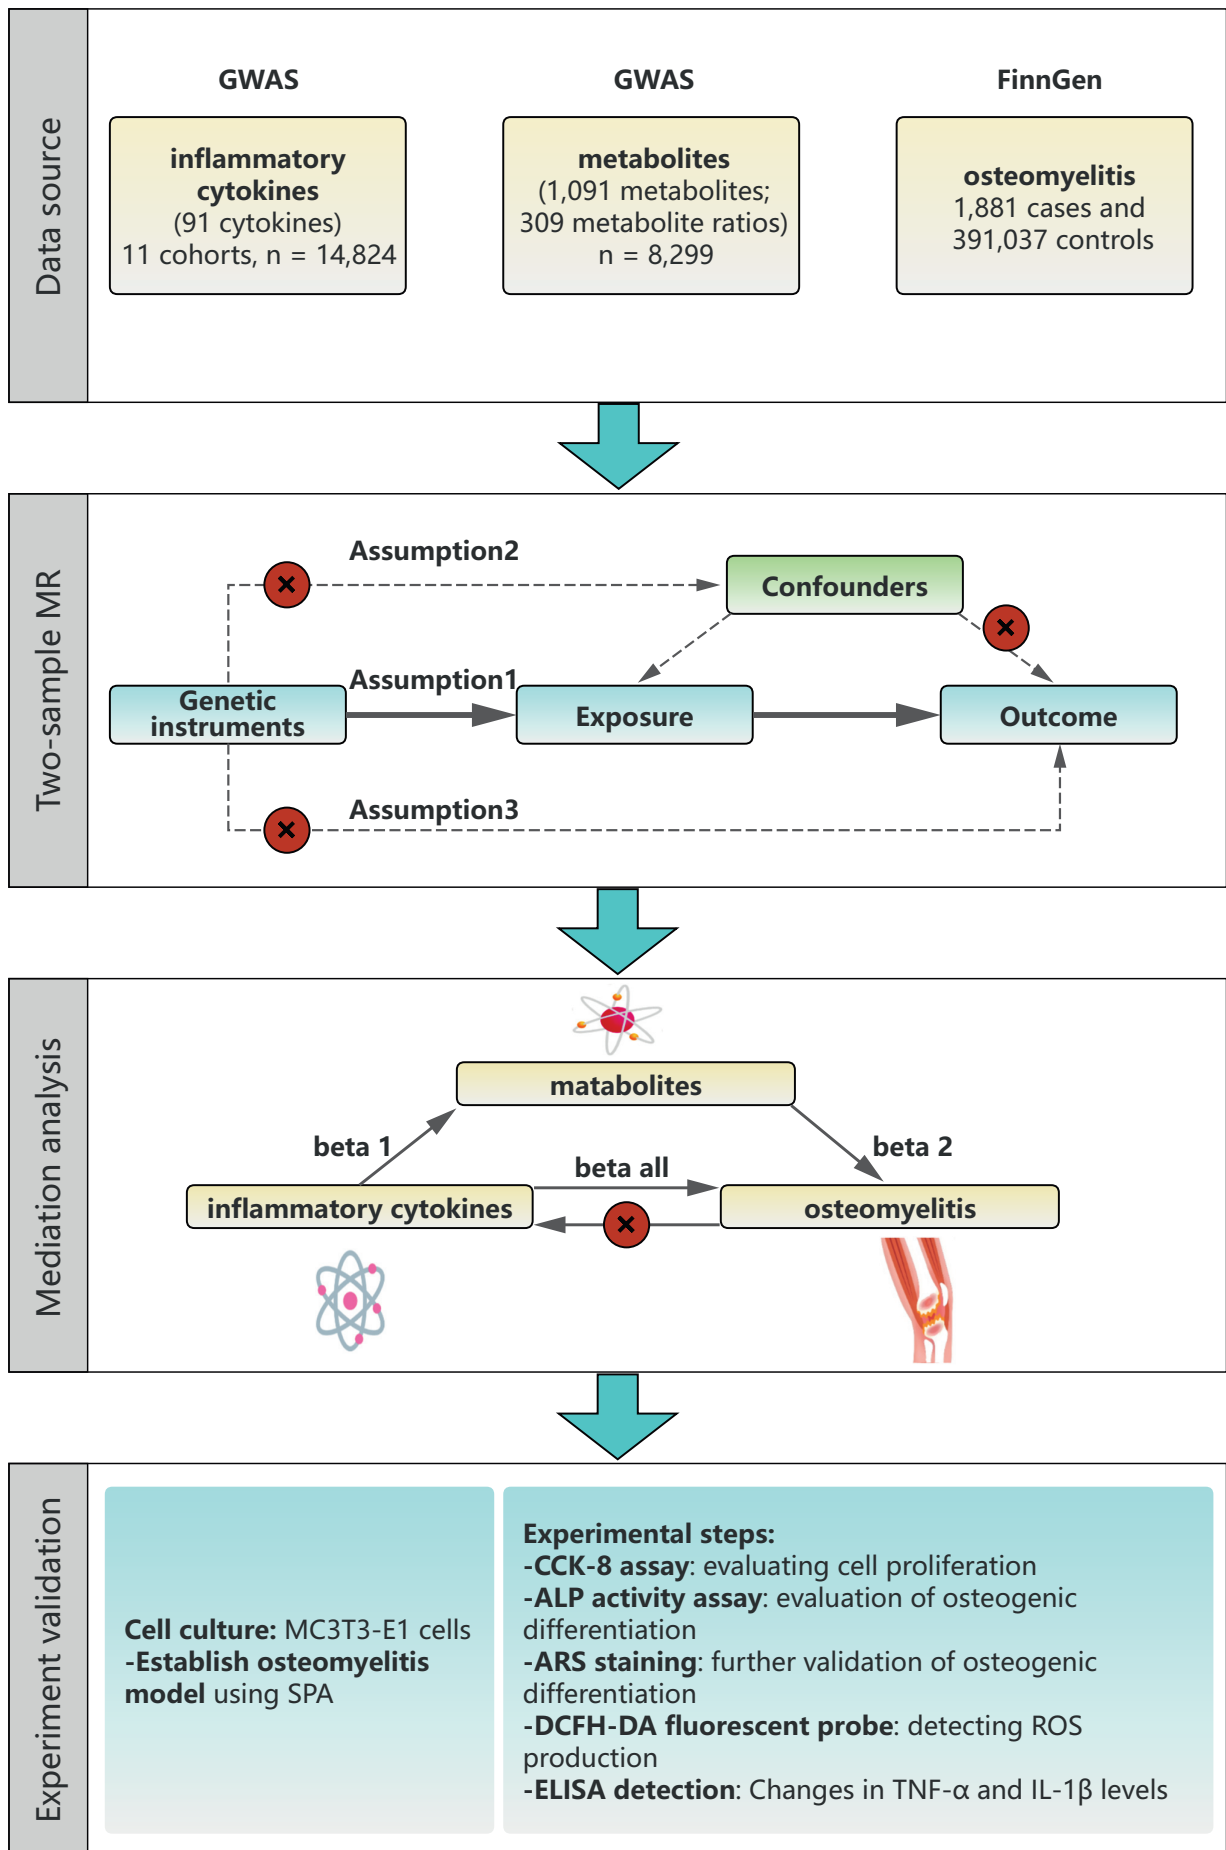 Data source
GWAS
inflammatory
cytokines
(91 cytokines)
11 cohorts, n = 14,824
GWAS
metabolites
(1,091 metabolites;
309 metabolite ratios)
n = 8,299
FinnGen
osteomyelitis
1,881 cases and
391,037 controls
Two-sample MR
Assumption2
Confounders
Assumption1
Genetic
instruments
Exposure
Outcome
Assumption3
Mediation analysis
matabolites
beta 1
beta all
beta 2
inflammatory cytokines
osteomyelitis
Experiment validation
Cell culture: MC3T3-E1 cells
-Establish osteomyelitis
model using SPA
Experimental steps:
-CCK-8 assay: evaluating cell proliferation
-ALP activity assay: evaluation of osteogenic
differentiation
-ARS staining: further validation of osteogenic
differentiation
-DCFH-DA fluorescent probe: detecting ROS
production
-ELISA detection: Changes in TNF-α and IL-1β levels